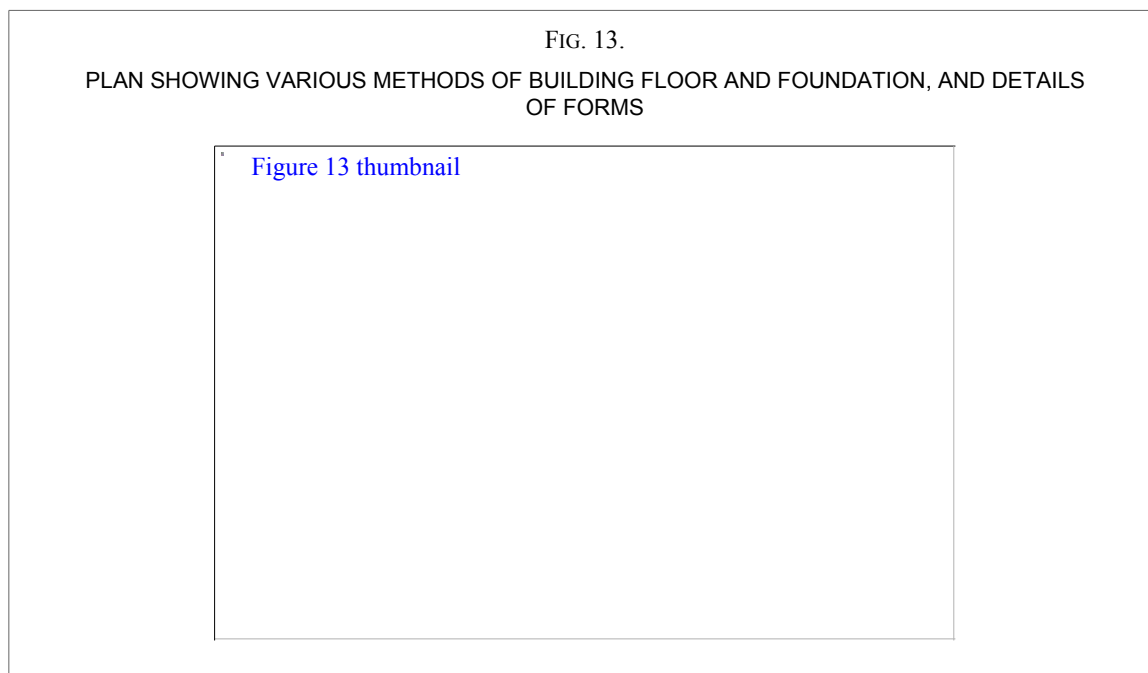 FIG. 13.
PLAN SHOWING VARIOUS METHODS OF BUILDING FLOOR AND FOUNDATION, AND DETAILS
OF FORMS
Figure 13 thumbnail